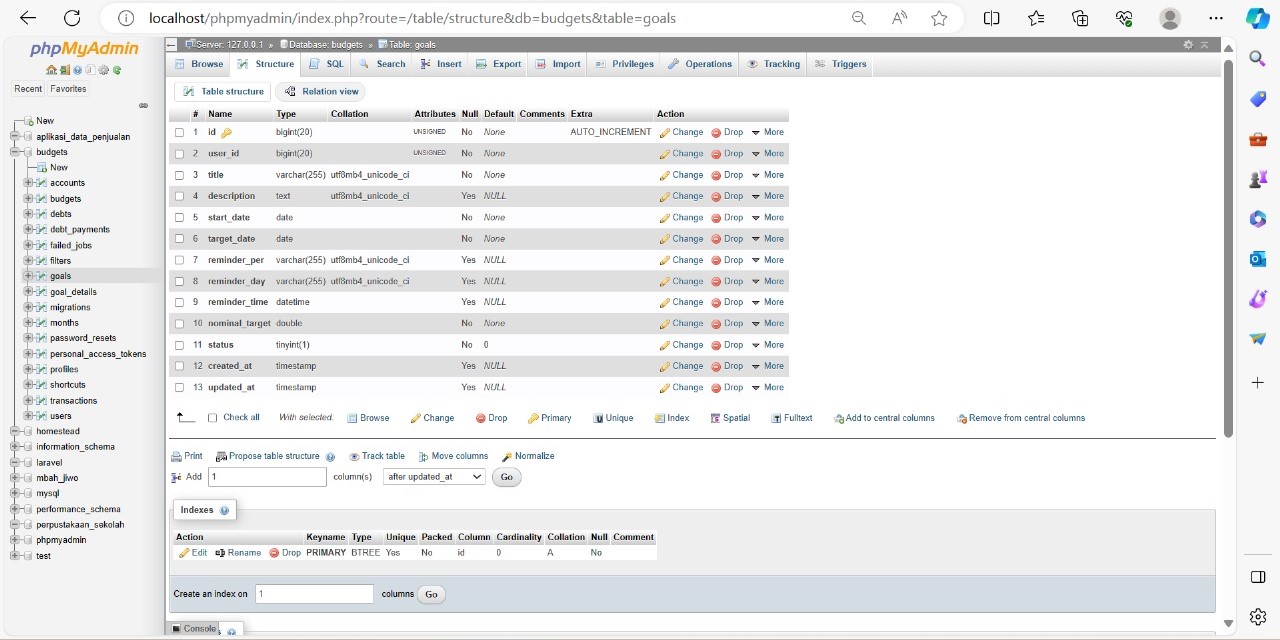 localhost/phpmyadmin/index.php?route=/table/structure&db=budgets&table=goals
phpMyAdmin
Recent Favorites
New
aplikasi_data_penjualan
budgets
New
accounts
budgets
debts
debt_payments
failed_jobs
filters
goals
goal_details
migrations
months
password_resets
personal_access_tokens
profiles
shortcuts
transactions
users
homestead
information_schema
laravel
mbah_jiwo
mysql
performance_schema
perpustakaan_sekolah
phpmyadmin
test
Server: 127.0.0.1 » Database: budgets » Table: goals
Browse Structure SQL Search Insert Export Import Privileges Operations Tracking Triggers
Table structure Relation view
# Name Type Collation Attributes Null Default Comments Extra Action
1 id bigint(20) UNSIGNED No None AUTO_INCREMENT Change Drop More
2 user_id bigint(20) UNSIGNED No None Change Drop More
3 title varchar(255) utf8mb4_unicode_ci No None Change Drop More
4 description text utf8mb4_unicode_ci Yes NULL Change Drop More
5 start_date date No None Change Drop More
6 target_date date No None Change Drop More
7 reminder_per varchar(255) utf8mb4_unicode_ci Yes NULL Change Drop More
8 reminder_day varchar(255) utf8mb4_unicode_ci Yes NULL Change Drop More
9 reminder_time datetime Yes NULL Change Drop More
10 nominal_target double No None Change Drop More
11 status tinyint(1) No 0 Change Drop More
12 created_at timestamp Yes NULL Change Drop More
13 updated_at timestamp Yes NULL Change Drop More
Check all With selected: Browse Change Drop Primary Unique Index Spatial Fulltext Add to central columns Remove from central columns
Print Propose table structure Track table Move columns Normalize
Add 1 column(s) after updated_at Go
Indexes
Action Keyname Type Unique Packed Column Cardinality Collation Null Comment
Edit Rename Drop PRIMARY BTREE Yes No id 0 A No
Create an index on 1 columns Go
Console